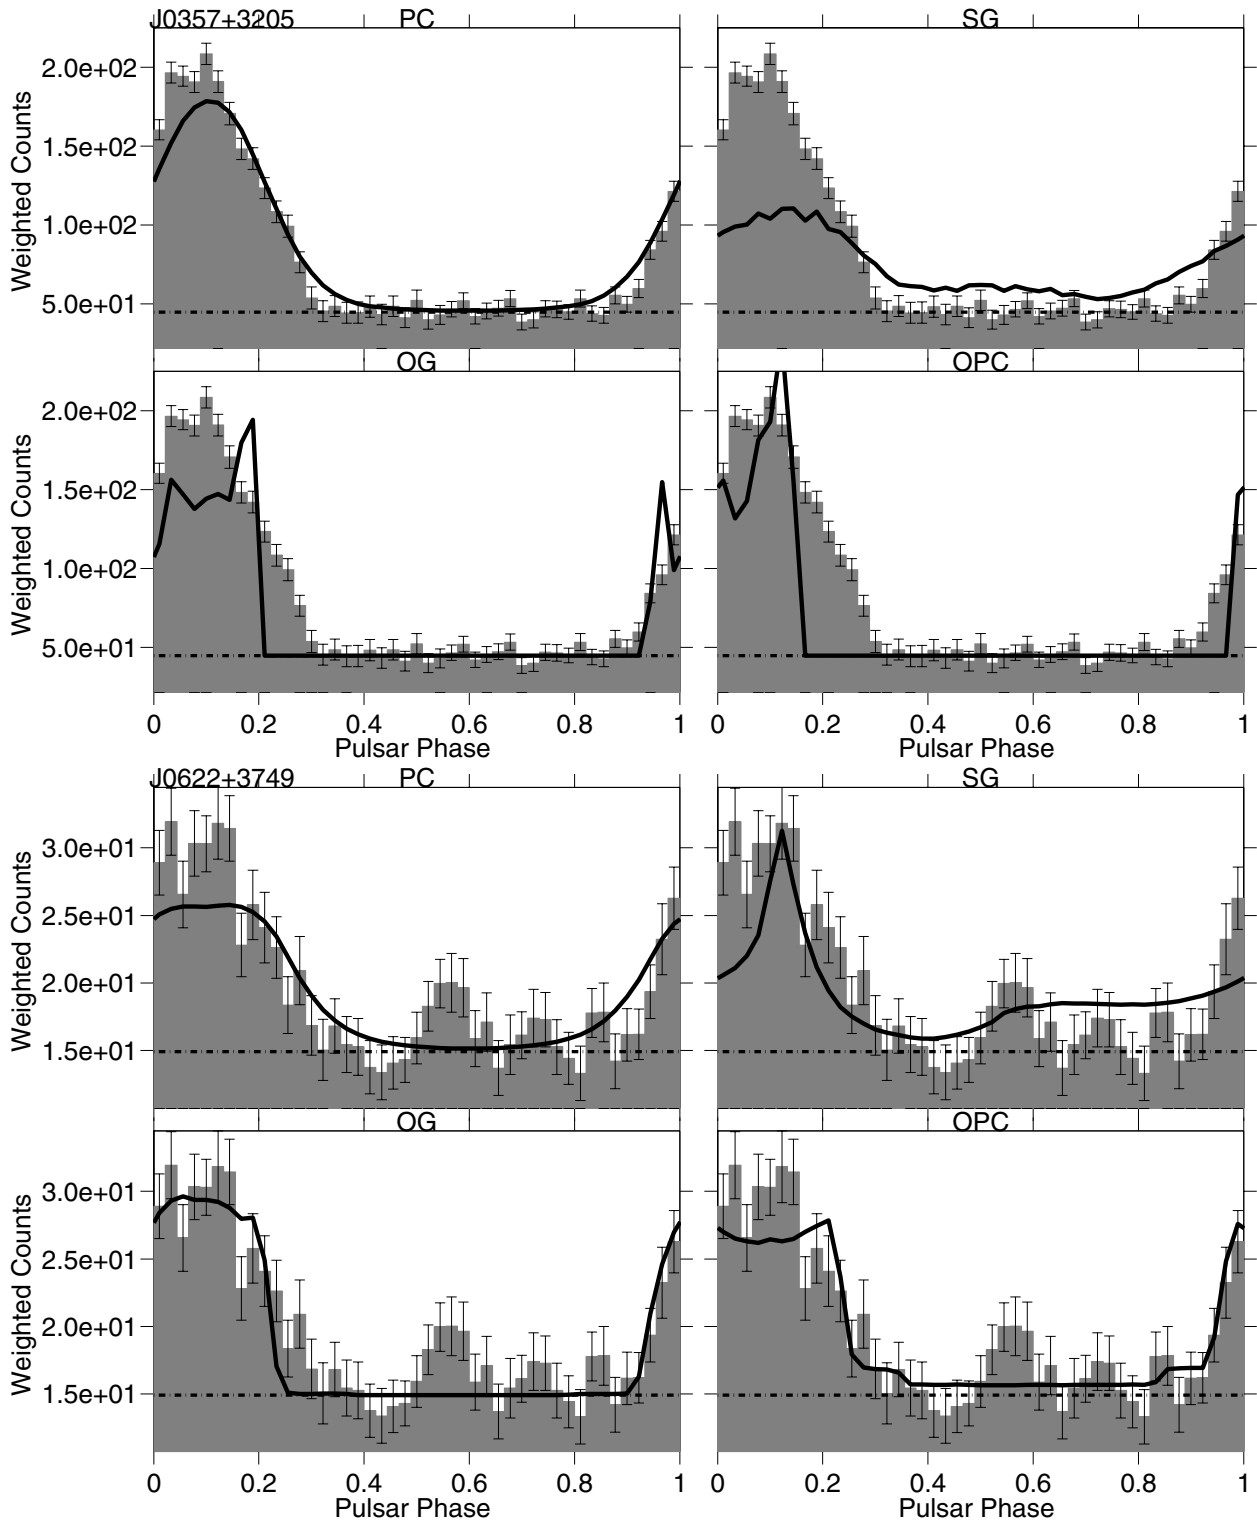 J0357+3205 PC SG
2.0e+02
1.5e+02
1.0e+02
5.0e+01
Weighted Counts
OG OPC
2.0e+02
1.5e+02
1.0e+02
5.0e+01
Weighted Counts
0 0.2 0.4 0.6 0.8 1 0 0.2 0.4 0.6 0.8 1
Pulsar Phase Pulsar Phase
J0622+3749 PC SG
3.0e+01
2.5e+01
2.0e+01
1.5e+01
Weighted Counts
OG OPC
3.0e+01
2.5e+01
2.0e+01
1.5e+01
Weighted Counts
0 0.2 0.4 0.6 0.8 1 0 0.2 0.4 0.6 0.8 1
Pulsar Phase Pulsar Phase